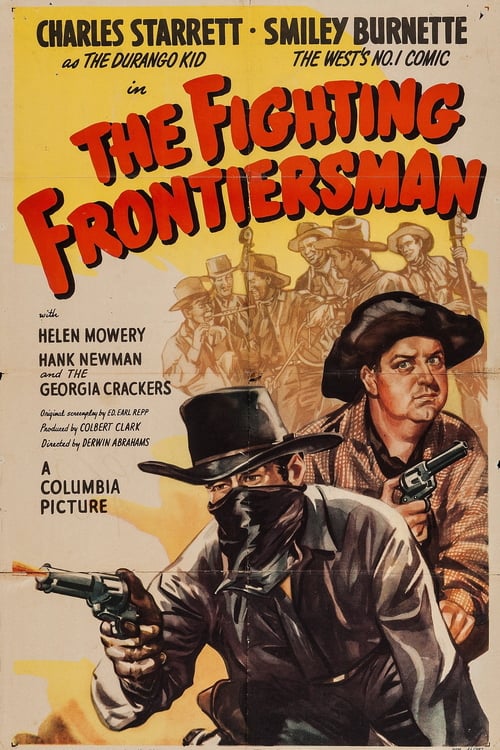 CHARLES STARRETT • SMILEY BURNETTE
as THE DURANGO KID THE WEST'S NO. 1 COMIC
in
THE FIGHTING
FRONTIERSMAN
with
HELEN MOWERY
HANK NEWMAN
and THE
GEORGIA CRACKERS
Original screenplay by ED. EARL REPP
Produced by COLBERT CLARK
Directed by DERWIN ABRAHAMS
A
COLUMBIA
PICTURE